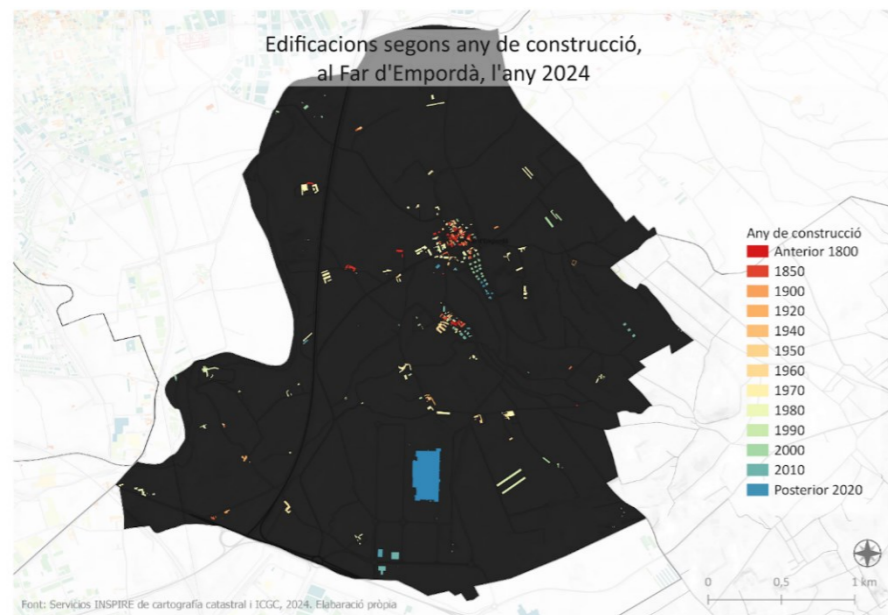 Edificacions segons any de construcció,
al Far d'Empordà, l'any 2024
Any de construcció
Anterior 1800
1850
1900
1920
1940
1950
1960
1970
1980
1990
2000
2010
Posterior 2020
0 0,5 1 km
Font: Servicios INSPIRE de cartografía catastral i ICGC, 2024. Elabaració pròpia